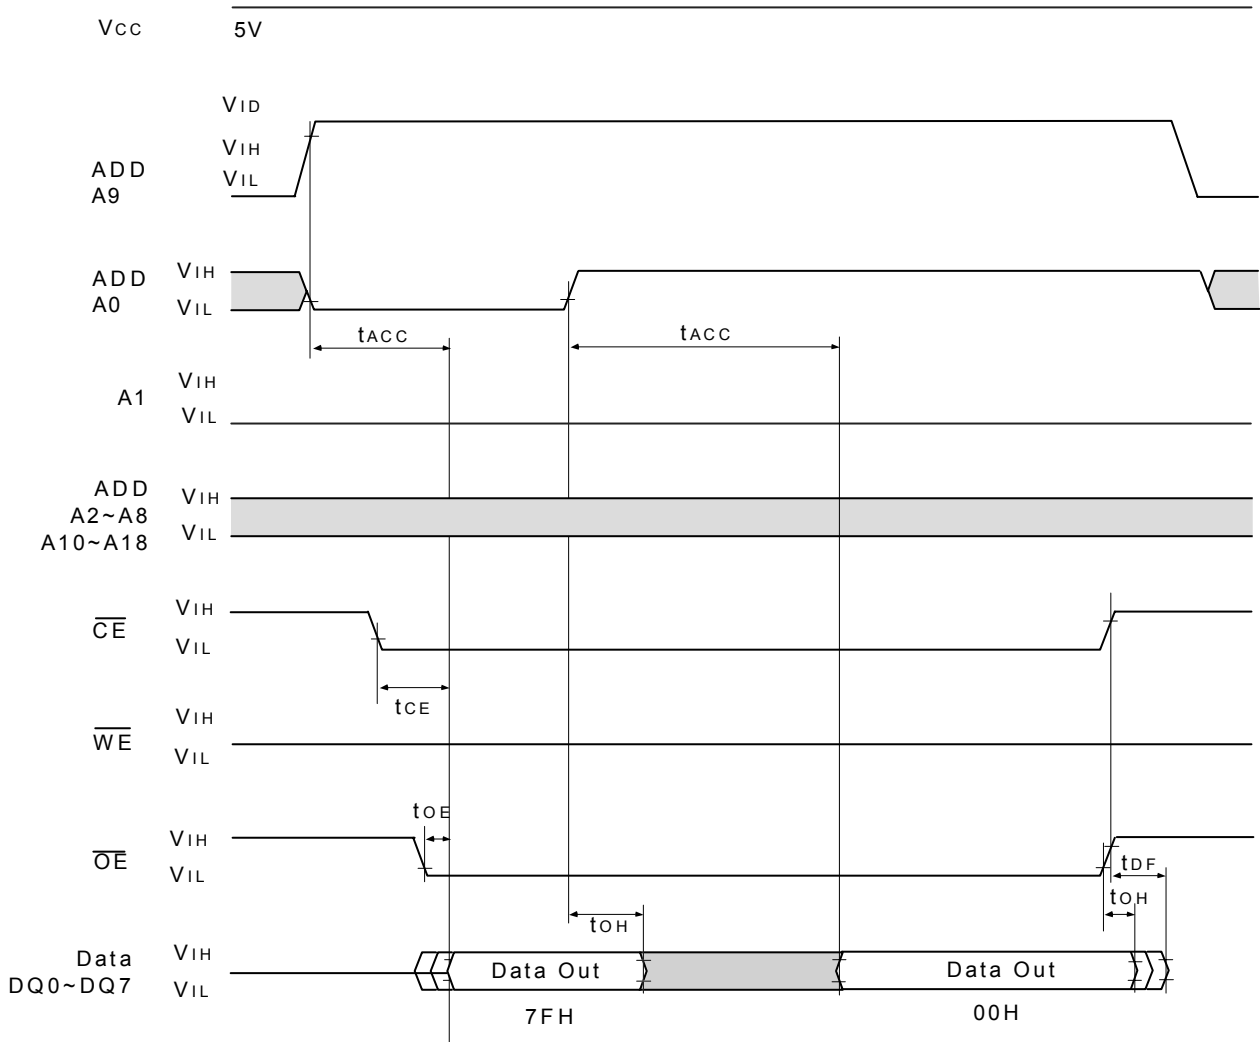 VCC 5V
VID
VIH
ADD VIL
A9
ADD VIH
A0 VIL
tACC tACC
VIH
A1
VIL
ADD VIH
A2~A8
VIL
A10~A18
VIH
CE
VIL
tCE
VIH
WE
VIL
tOE
VIH
OE tDF
VIL
tOH
tOH
Data VIH
Data Out Data Out
DQ0~DQ7 VIL
7FH 00H